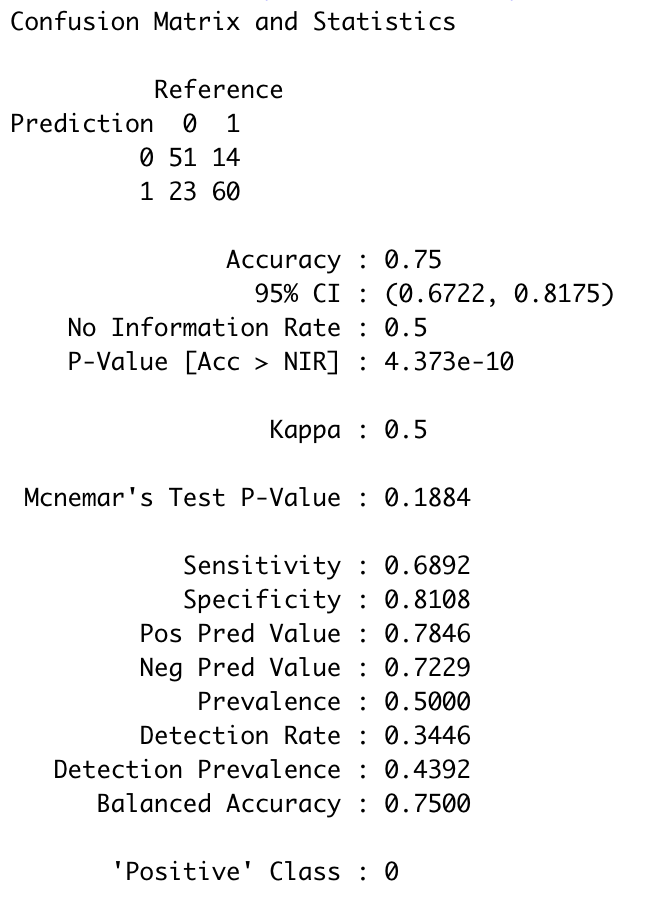 Confusion Matrix and Statistics
Reference
Prediction 0 1
0 51 14
1 23 60
Accuracy : 0.75
95% CI : (0.6722, 0.8175)
No Information Rate : 0.5
P-Value [Acc > NIR] : 4.373e-10
Kappa : 0.5
Mcnemar's Test P-Value : 0.1884
Sensitivity : 0.6892
Specificity : 0.8108
Pos Pred Value : 0.7846
Neg Pred Value : 0.7229
Prevalence : 0.5000
Detection Rate : 0.3446
Detection Prevalence : 0.4392
Balanced Accuracy : 0.7500
'Positive' Class : 0